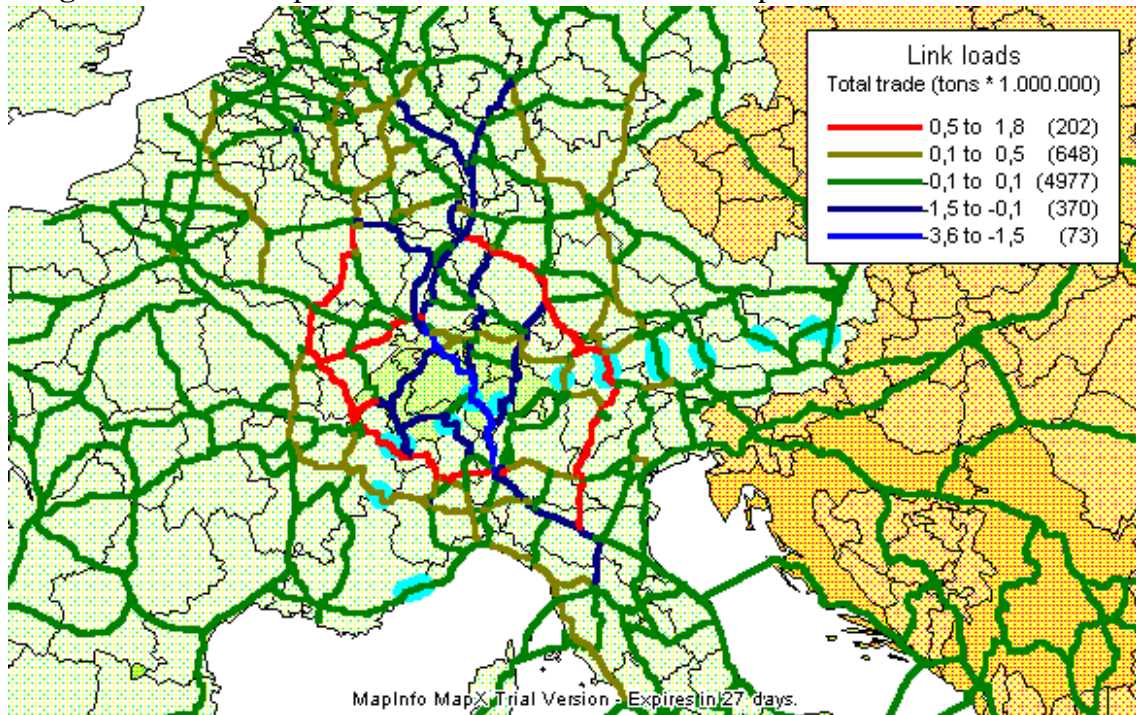 Link loads
Total trade (tons * 1.000.000)
0,5 to 1,8 (202)
0,1 to 0,5 (648)
-0,1 to 0,1 (4977)
-1,5 to -0,1 (370)
-3,6 to -1,5 (73)
MapInfo MapX Trial Version - Expires in 27 days.